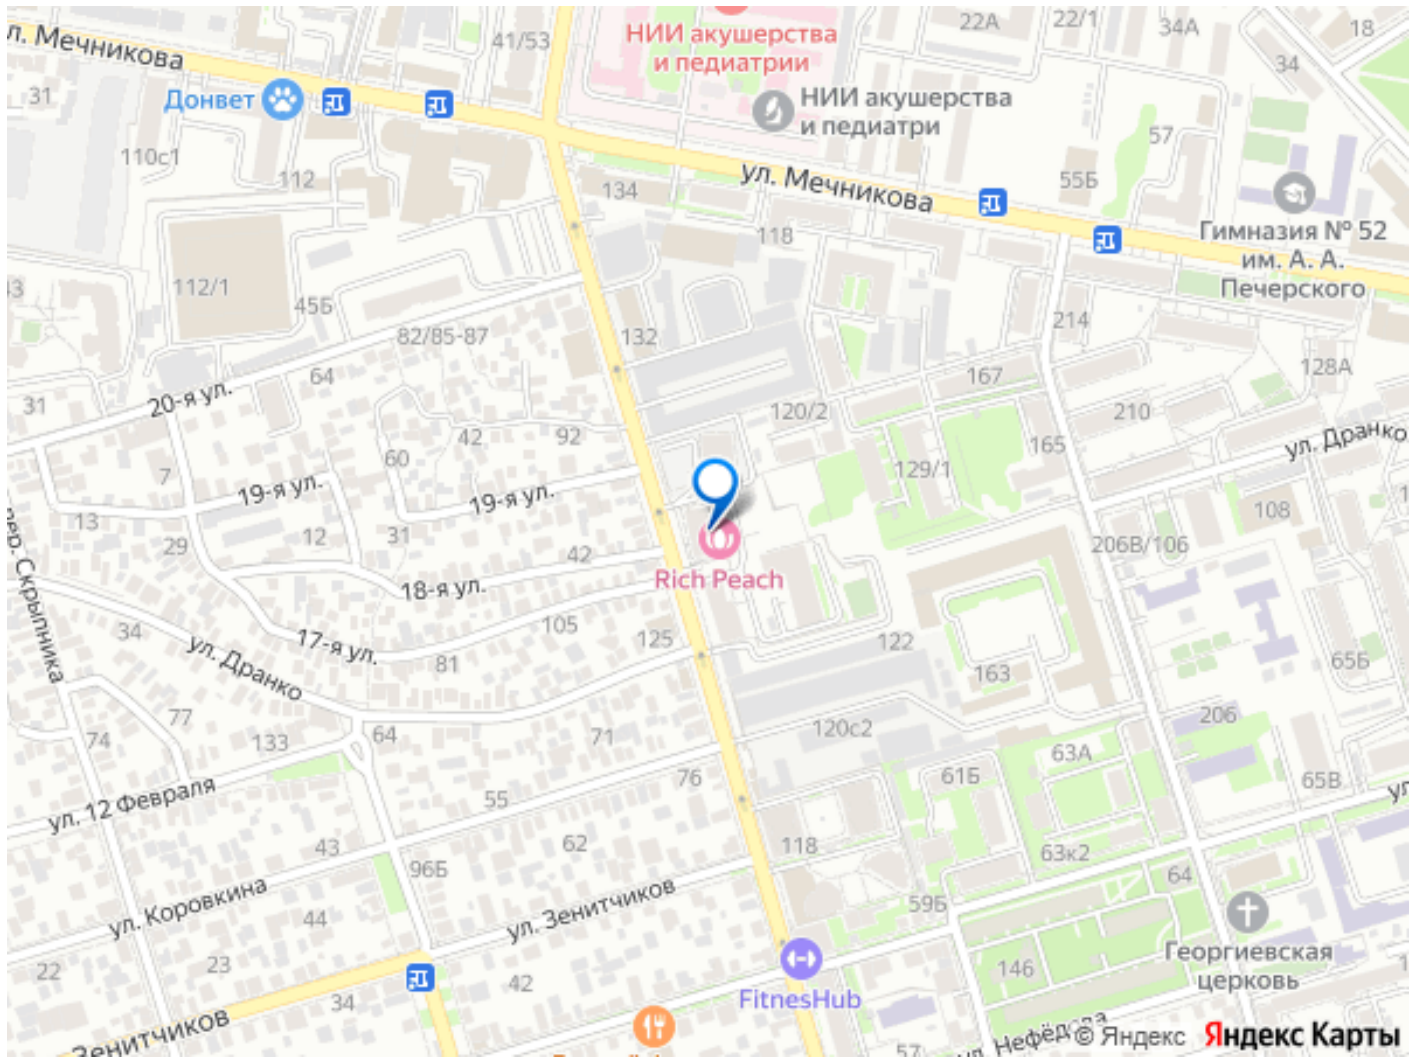 л. Мечникова
31
Донвет
41/53
НИИ акушерства
и педиатрии
НИИ акушерства
и педиатри
22А
22/1
34А
18
34
57
55Б
110с1
112
134
ул. Мечникова
118
Гимназия № 52
им. А. А.
Печерского
112/1
45Б
82/85-87
132
214
128А
64
167
20-я ул.
31
42
92
120/2
210
165
ул. Дранко
60
7
19-я ул.
19-я ул.
129/1
13
29
12
31
42
108
206В/106
пер. Скрыпника
18-я ул.
Rich Peach
34
17-я ул.
105
125
81
122
ул. Дранко
163
65Б
77
74
133
64
71
120с2
206
63А
76
61Б
65В
ул. 12 Февраля
55
62
43
118
63к2
96Б
64
ул. Коровкина
44
ул. Зенитчиков
59Б
22
23
42
34
146
Георгиевская
церковь
FitnesHub
Зенитчиков
57
© Яндекс
Яндекс Карты